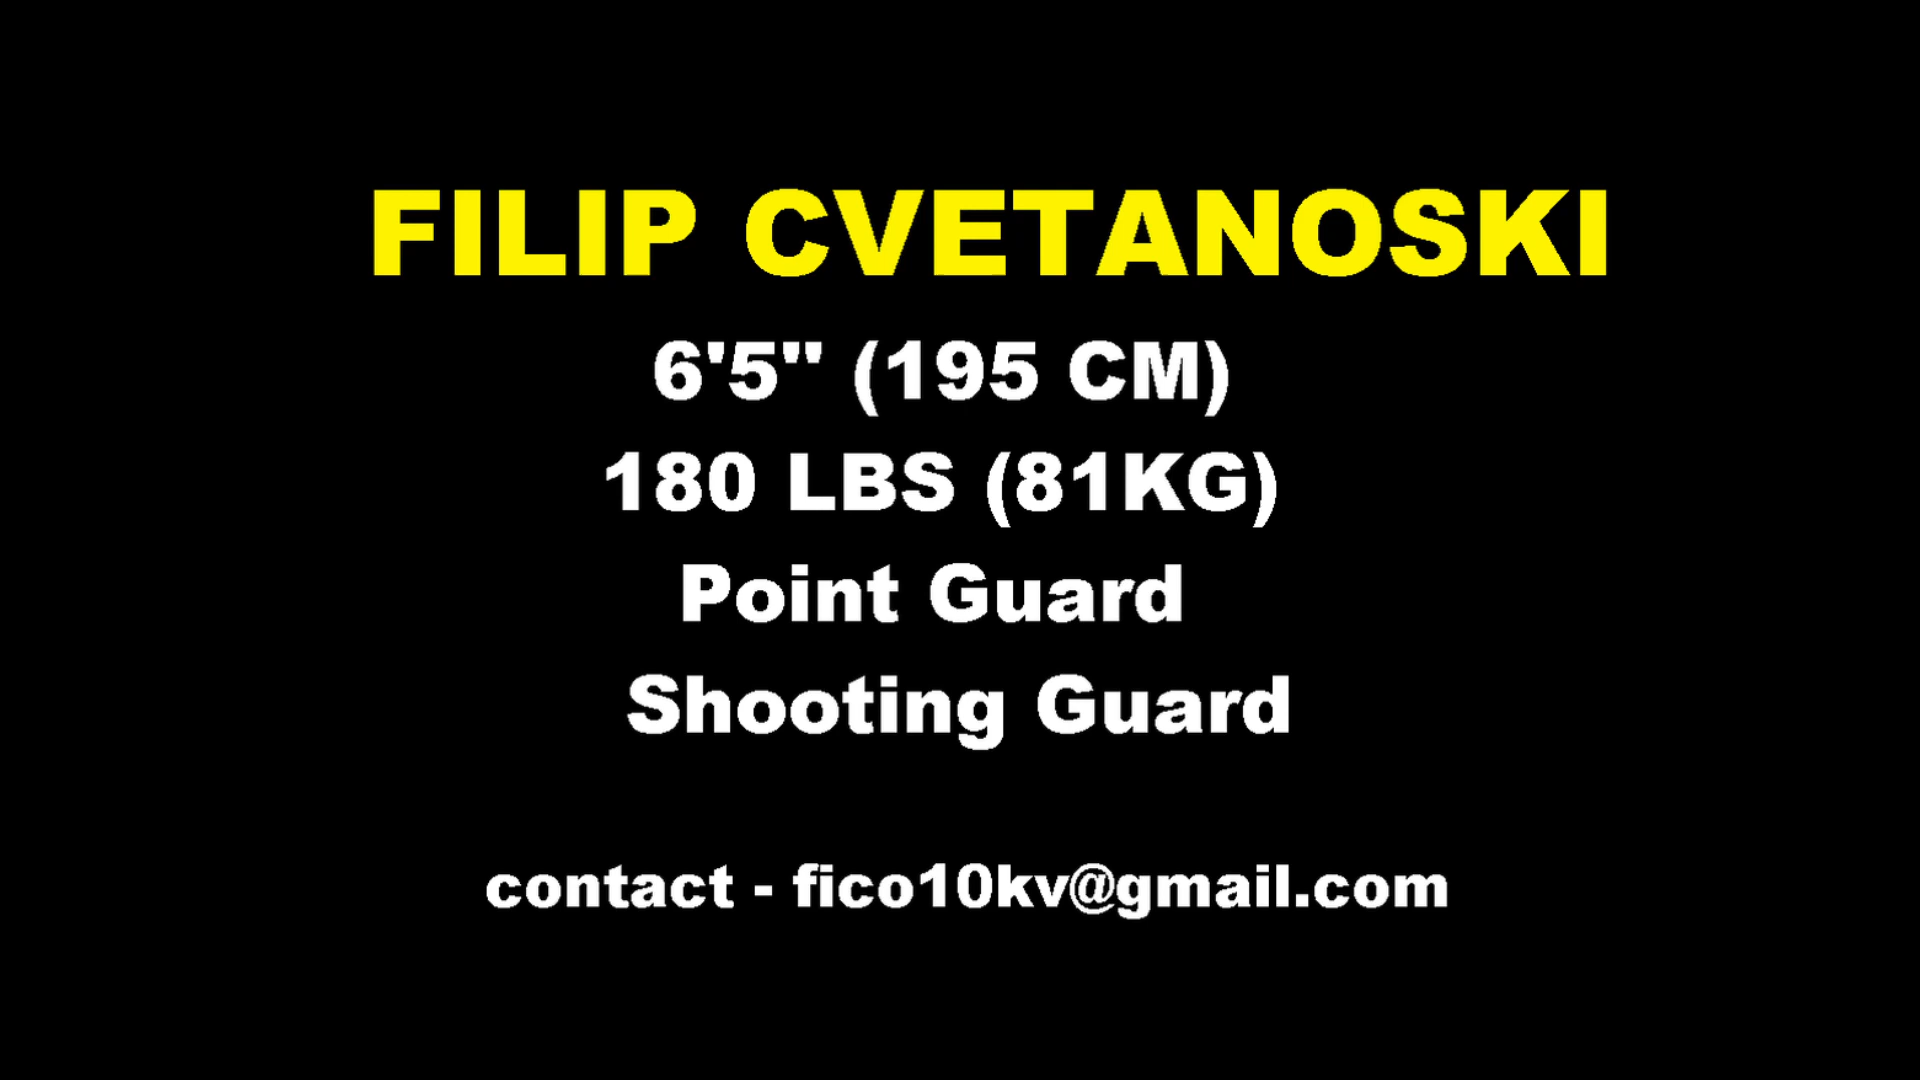 FILIP CVETANOSKI
6'5" (195 CM)
180 LBS (81KG)
Point Guard
Shooting Guard
contact - fico10kv@gmail.com